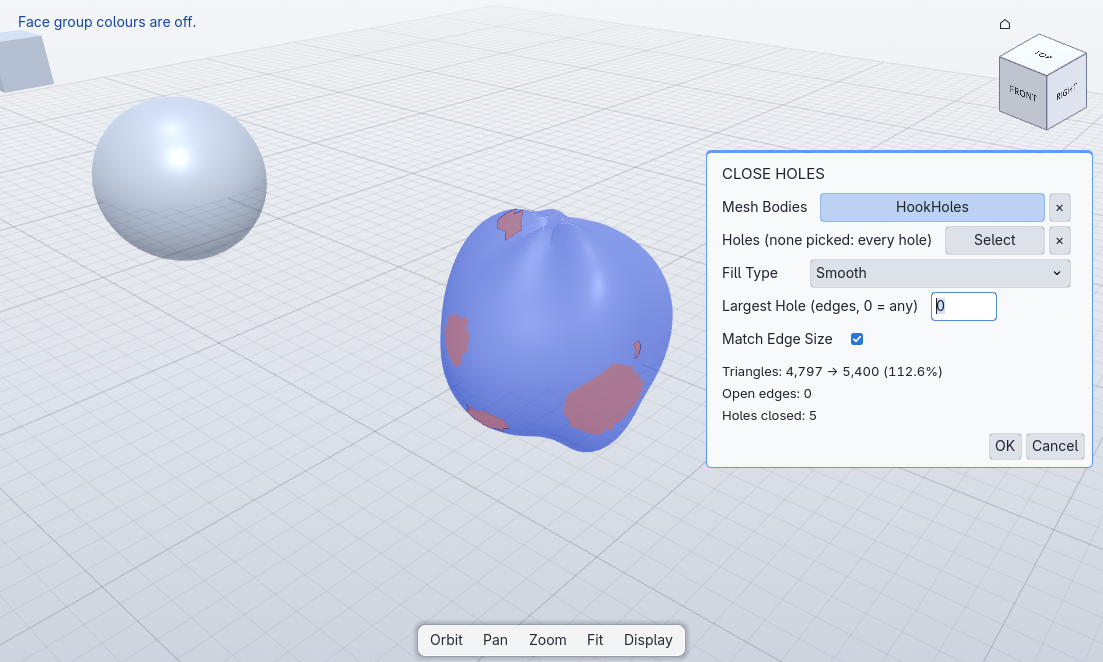 Face group colours are off.
TOP
FRONT
RIGHT
CLOSE HOLES
Mesh Bodies HookHoles ×
Holes (none picked: every hole) Select ×
Fill Type Smooth
Largest Hole (edges, 0 = any) 0
Match Edge Size
Triangles: 4,797 → 5,400 (112.6%)
Open edges: 0
Holes closed: 5
OK Cancel
Orbit Pan Zoom Fit Display